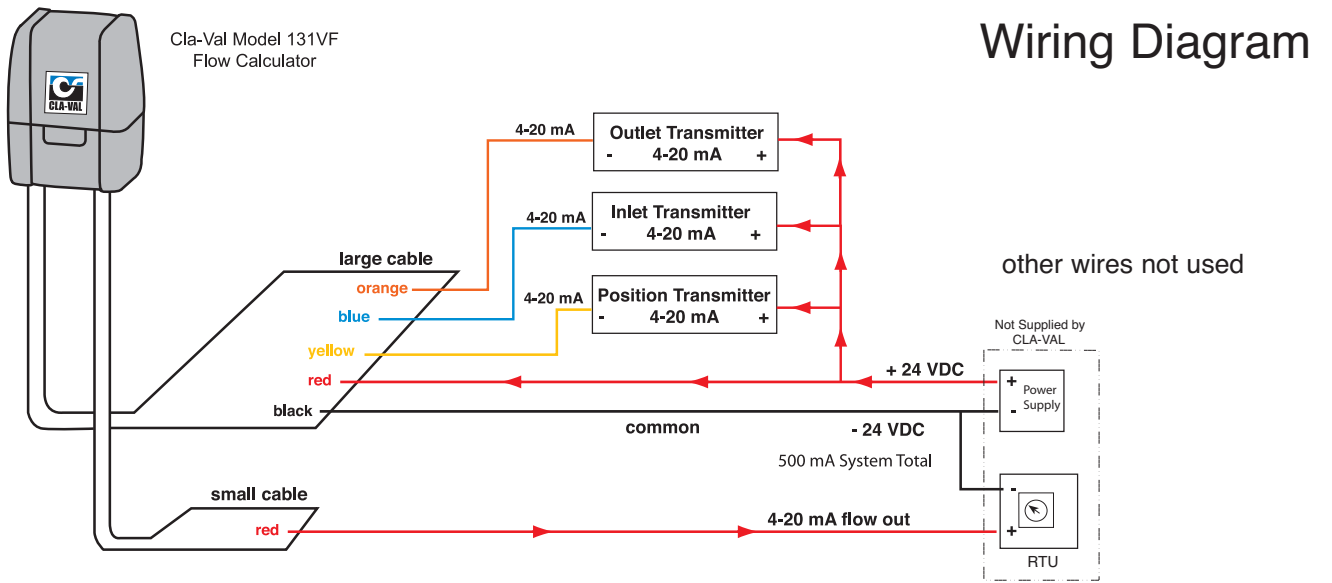 Wiring Diagram
Cla-Val Model 131VF
Flow Calculator
CLA-VAL
4-20 mA
Outlet Transmitter
- 4-20 mA +
4-20 mA
Inlet Transmitter
- 4-20 mA +
4-20 mA
Position Transmitter
- 4-20 mA +
other wires not used
large cable
orange
blue
yellow
red
black
Not Supplied by
CLA-VAL
+ 24 VDC
+
-
Power
Supply
common
- 24 VDC
500 mA System Total
small cable
red
4-20 mA flow out
-
+
RTU